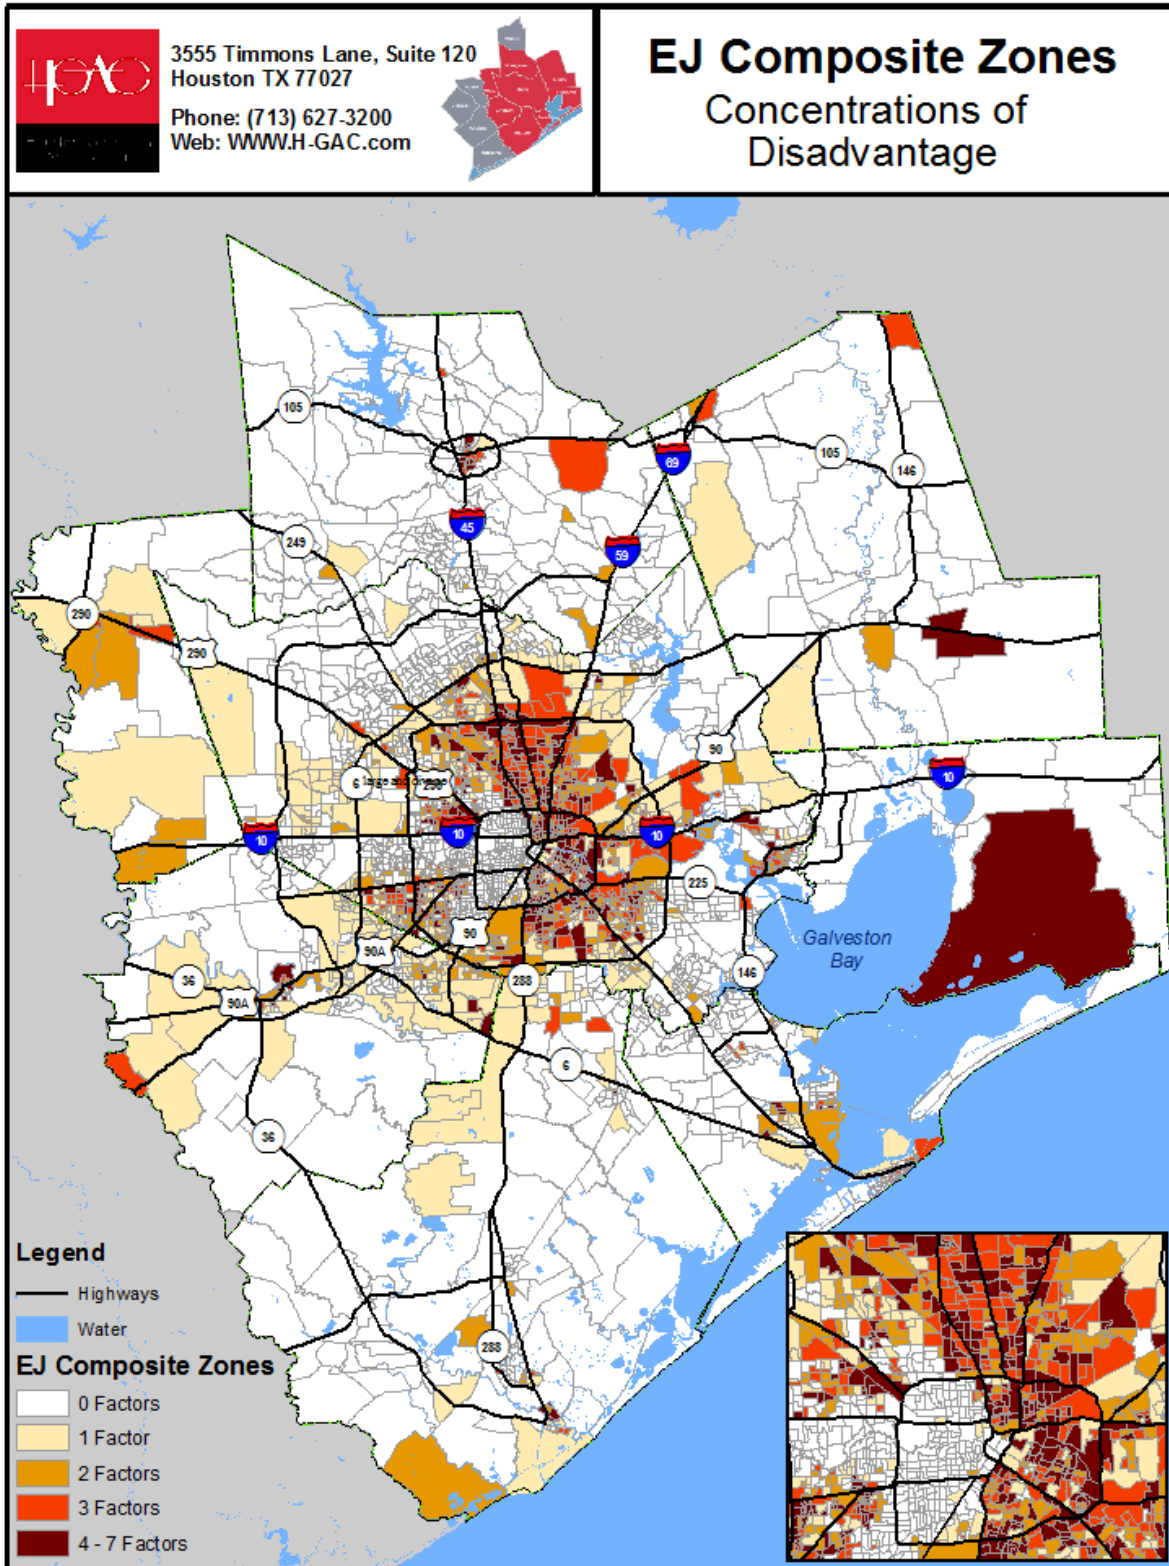 HGAC
3555 Timmons Lane, Suite 120
Houston TX 77027
Phone: (713) 627-3200
Web: WWW.H-GAC.com
EJ Composite Zones
Concentrations of
Disadvantage
105
69
105
146
45
249
59
290
290
90
6
290
10
10
10
10
225
90
90A
Galveston
Bay
36
90A
288
146
6
36
288
Legend
Highways
Water
EJ Composite Zones
0 Factors
1 Factor
2 Factors
3 Factors
4 - 7 Factors